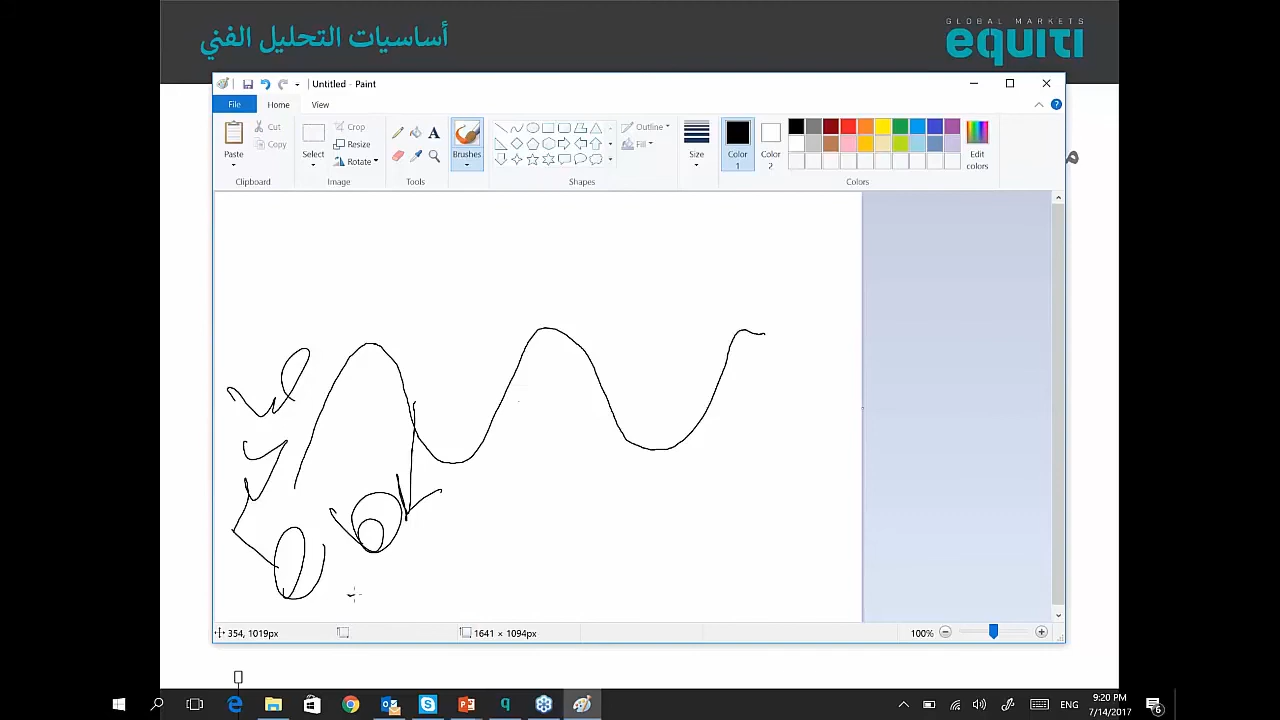 أساسيات التحليل الفني
GLOBAL MARKETS
equiti
Untitled - Paint
File
Home
View
Paste
Cut
Copy
Clipboard
Select
Crop
Resize
Rotate
Image
A
Tools
Brushes
Outline
Fill
Shapes
Size
Color 1
Color 2
Edit colors
Colors
354, 1019px
1641 × 1094px
100%
ENG
9:20 PM
7/14/2017
6